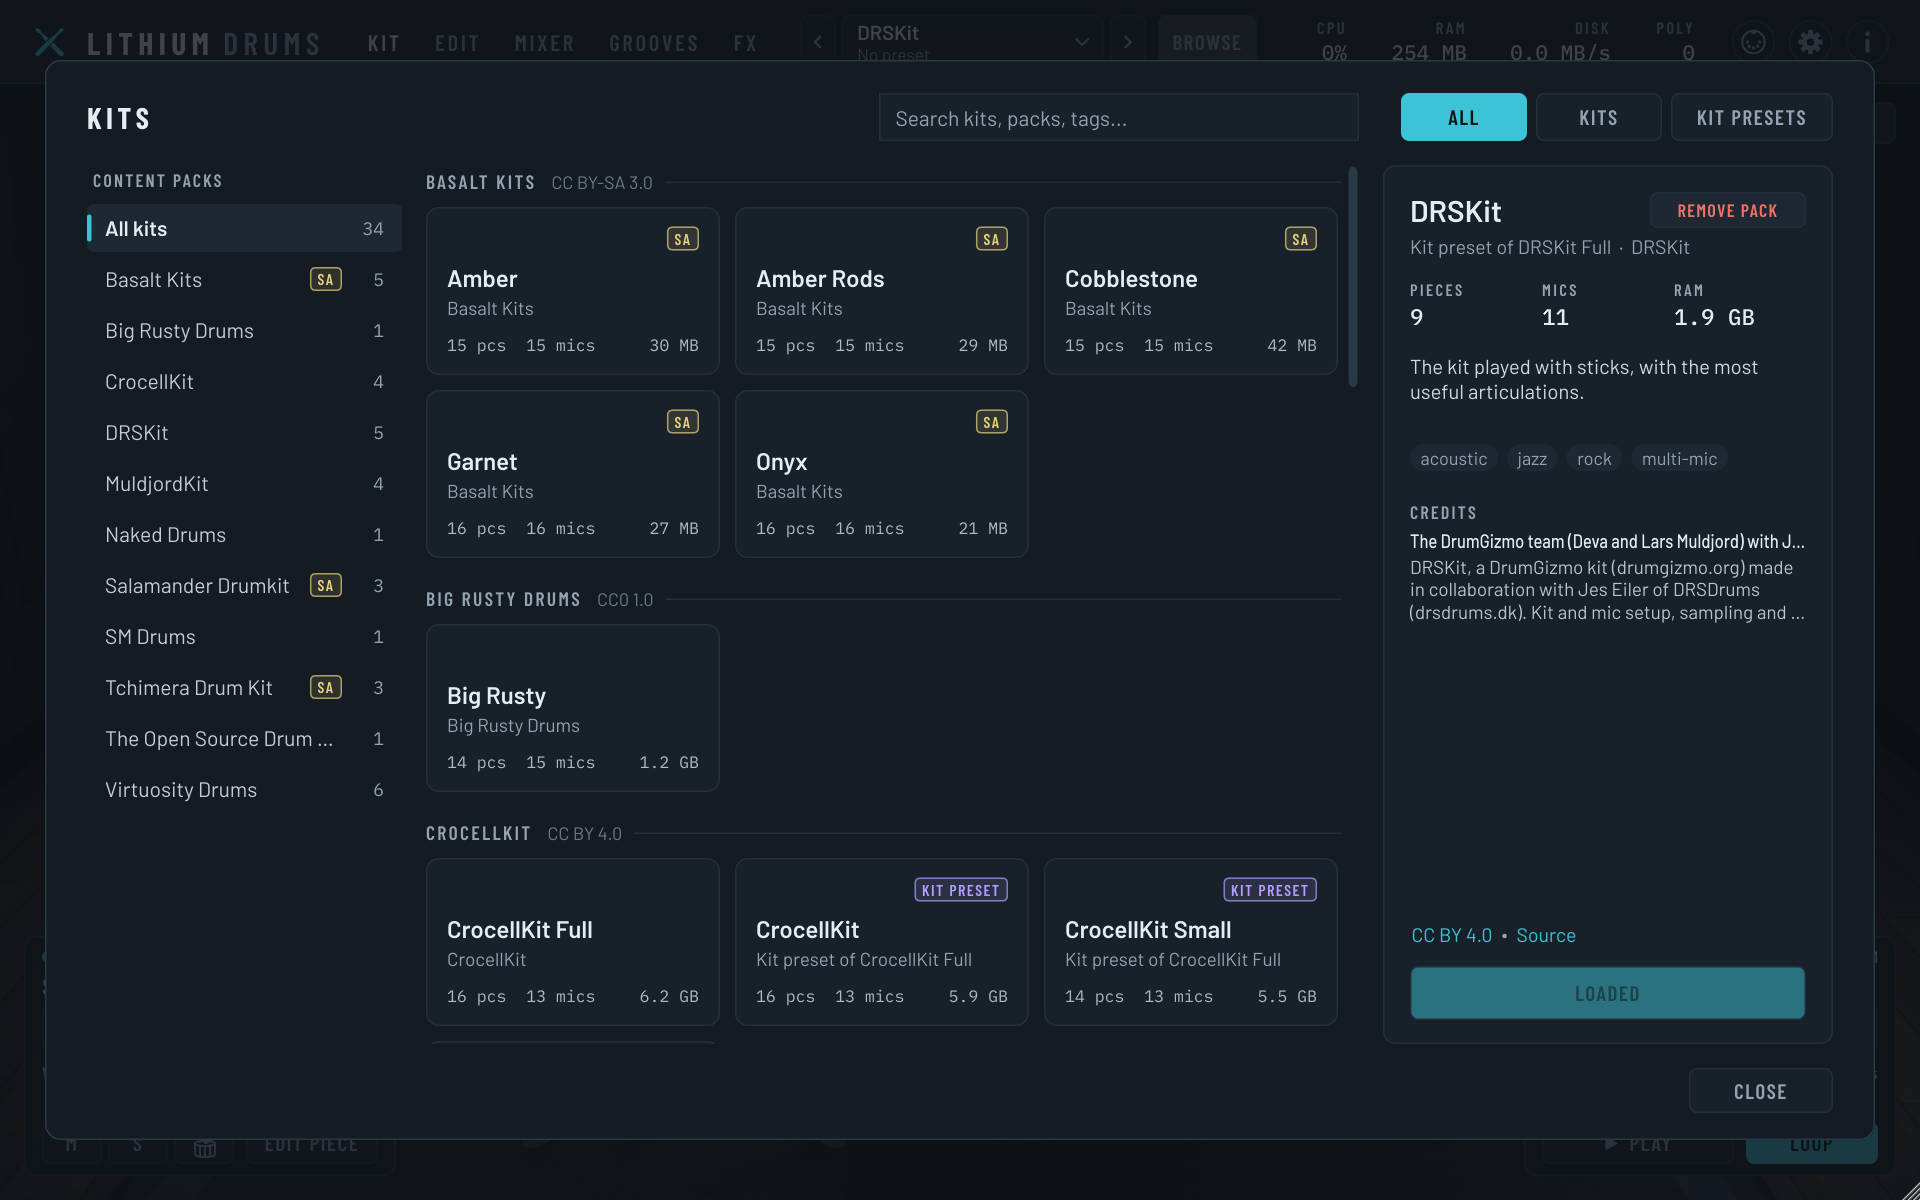 LITHIUM DRUMS
KIT EDIT MIXER GROOVES FX
DRSKit
No preset
BROWSE
CPU
0%
RAM
254 MB
DISK
0.0 MB/s
POLY
0
KITS
Search kits, packs, tags...
ALL
KITS
KIT PRESETS
CONTENT PACKS
All kits 34
Basalt Kits SA 5
Big Rusty Drums 1
CrocellKit 4
DRSKit 5
MuldjordKit 4
Naked Drums 1
Salamander Drumkit SA 3
SM Drums 1
Tchimera Drum Kit SA 3
The Open Source Drum ... 1
Virtuosity Drums 6
BASALT KITS CC BY-SA 3.0
SA
Amber
Basalt Kits
15 pcs 15 mics 30 MB
SA
Amber Rods
Basalt Kits
15 pcs 15 mics 29 MB
SA
Cobblestone
Basalt Kits
15 pcs 15 mics 42 MB
SA
Garnet
Basalt Kits
16 pcs 16 mics 27 MB
SA
Onyx
Basalt Kits
16 pcs 16 mics 21 MB
BIG RUSTY DRUMS CC0 1.0
Big Rusty
Big Rusty Drums
14 pcs 15 mics 1.2 GB
CROCELLKIT CC BY 4.0
CrocellKit Full
CrocellKit
16 pcs 13 mics 6.2 GB
KIT PRESET
CrocellKit
Kit preset of CrocellKit Full
16 pcs 13 mics 5.9 GB
KIT PRESET
CrocellKit Small
Kit preset of CrocellKit Full
14 pcs 13 mics 5.5 GB
DRSKit
REMOVE PACK
Kit preset of DRSKit Full · DRSKit
PIECES
9
MICS
11
RAM
1.9 GB
The kit played with sticks, with the most
useful articulations.
acoustic jazz rock multi-mic
CREDITS
The DrumGizmo team (Deva and Lars Muldjord) with J...
DRSKit, a DrumGizmo kit (drumgizmo.org) made
in collaboration with Jes Eiler of DRSDrums
(drsdrums.dk). Kit and mic setup, sampling and ...
CC BY 4.0 • Source
LOADED
CLOSE
M S EDIT PIECE
PLAY
LOOP